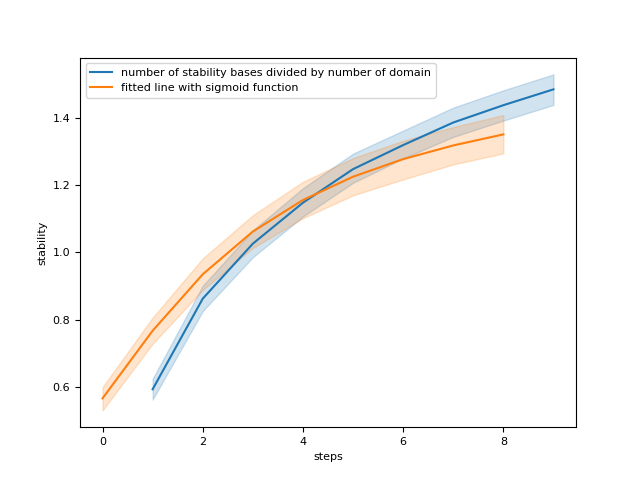 number of stability bases divided by number of domain
fitted line with sigmoid function
1.4
1.2
1.0
0.8
0.6
stability
0 2 4 6 8
steps